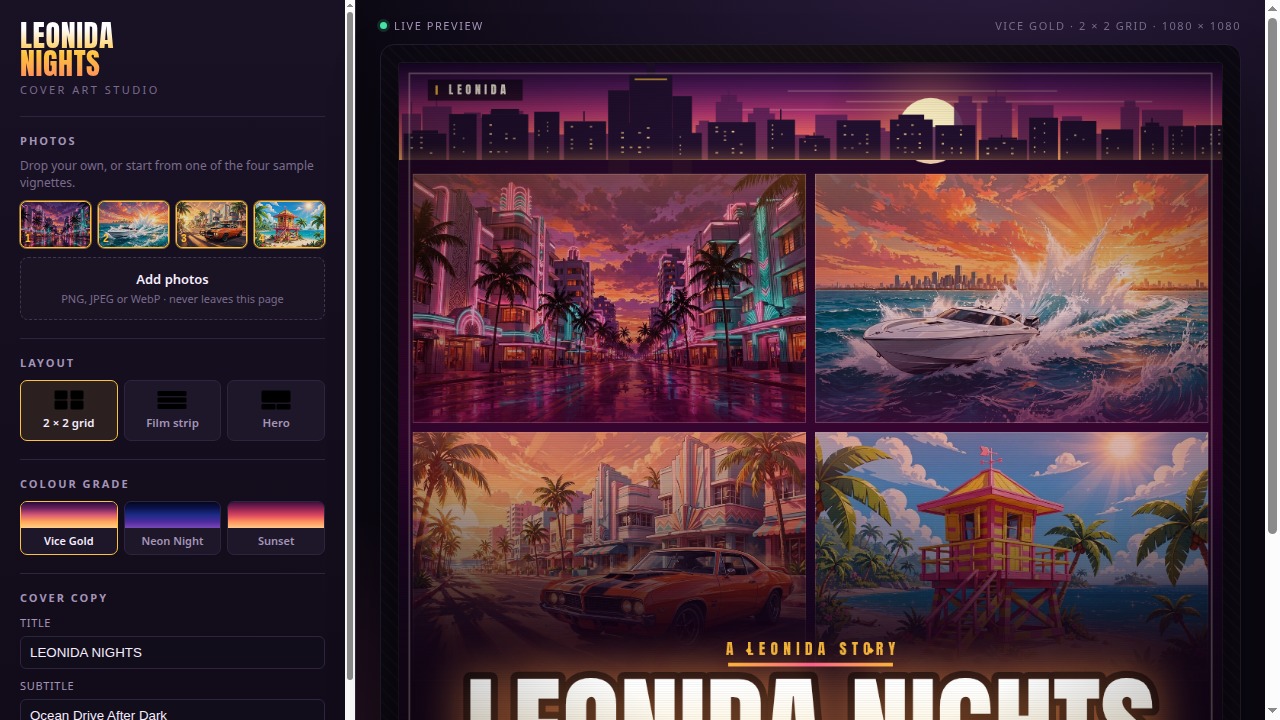 LEONIDA
NIGHTS
COVER ART STUDIO
PHOTOS
Drop your own, or start from one of the four sample
vignettes.
1
2
3
4
Add photos
PNG, JPEG or WebP · never leaves this page
LAYOUT
2 × 2 grid
Film strip
Hero
COLOUR GRADE
Vice Gold
Neon Night
Sunset
COVER COPY
TITLE
LEONIDA NIGHTS
SUBTITLE
Ocean Drive After Dark
LIVE PREVIEW
VICE GOLD · 2 × 2 GRID · 1080 × 1080
LEONIDA
A LEONIDA STORY
LEONIDA NIGHTS